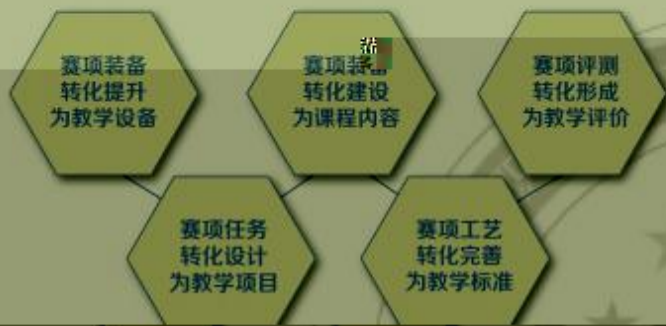 赛项装备
转化提升
为教学设备
赛项装
转化建设
为课程内容
赛项评测
转化形成
为教学评价
赛项任务
转化设计
为教学项目
赛项工艺
转化完善
为教学标准